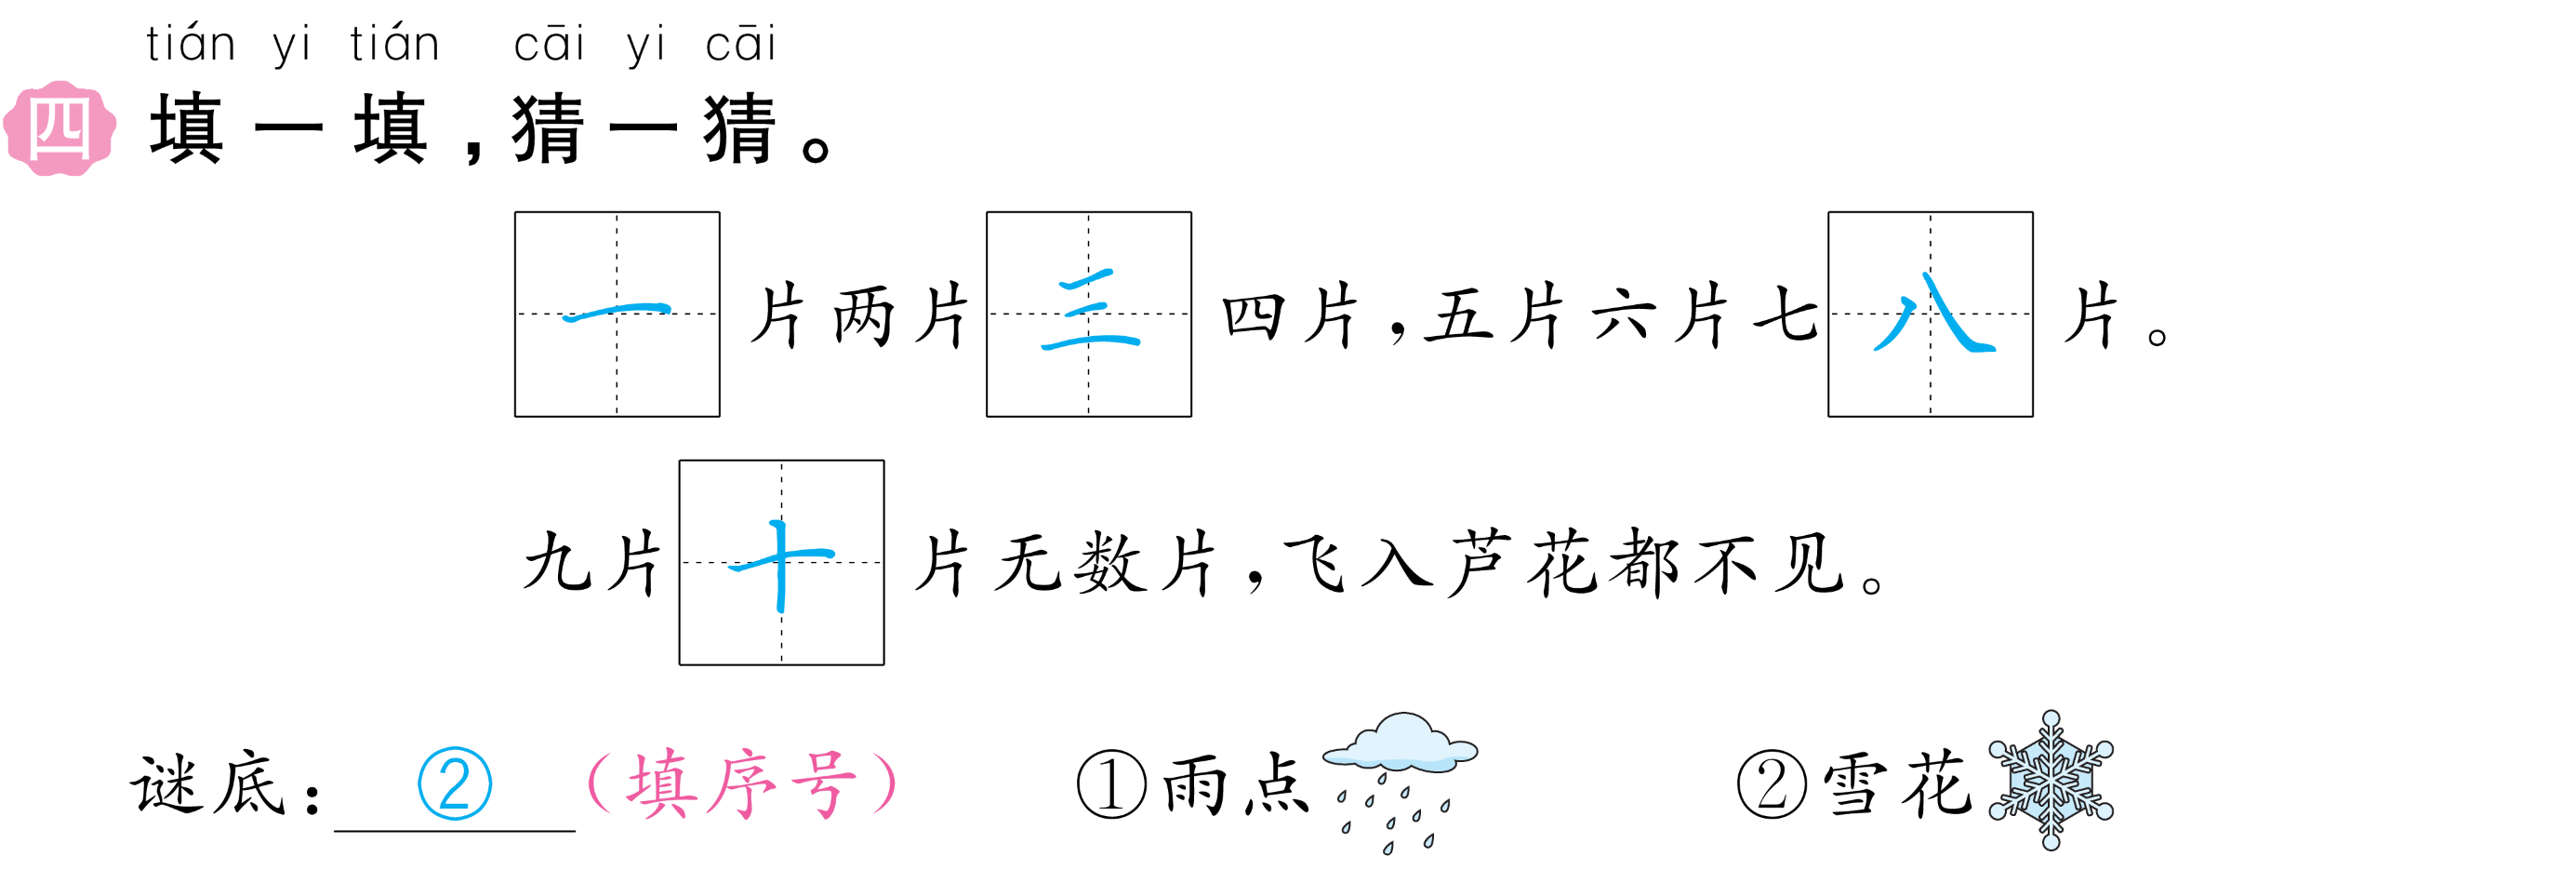 tián yi tián cāi yi cāi
四 填一填，猜一猜。
一片两片三四片，五片六片七八片。
九片十片无数片，飞入芦花都不见。
谜底：②（填序号） ①雨点 ②雪花